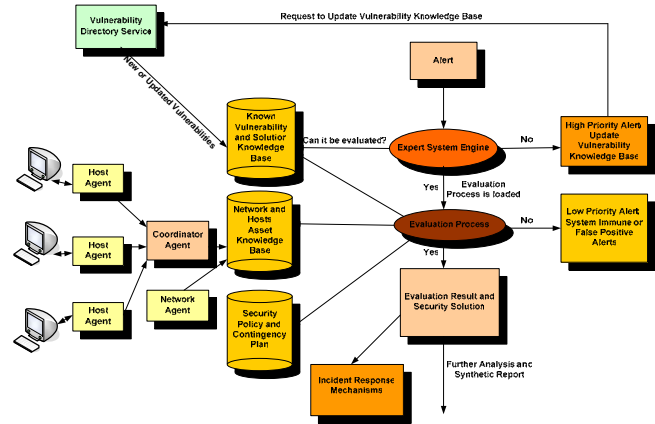 Vulnerability
Directory Service
Request to Update Vulnerability Knowledge Base
Alert
New or Updated Vulnerabilities
Known
Vulnerability
and Solution
Knowledge
Base
Can it be evaluated?
Expert System Engine
No
High Priority Alert
Update
Vulnerability
Knowledge Base
Yes
Evaluation
Process is loaded
Host
Agent
Network and
Hosts
Asset
Knowledge
Base
Coordinator
Agent
Host
Agent
Evaluation Process
No
Low Priority Alert
System Immune or
False Positive
Alerts
Yes
Host
Agent
Network
Agent
Security
Policy and
Contingency
Plan
Evaluation Result and
Security Solution
Incident Response
Mechanisms
Further Analysis and
Synthetic Report